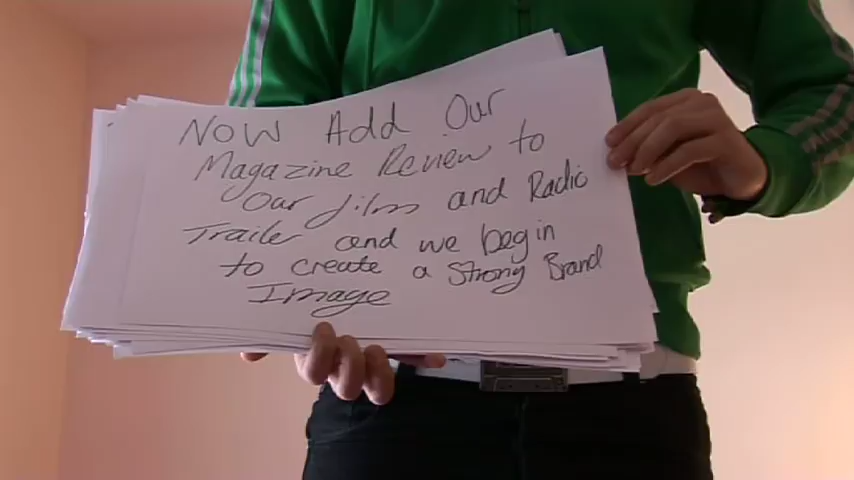 Now Add Our
Magazine Review to
Our film and Radio
Trailer and we begin
to create a Strong Brand
Image